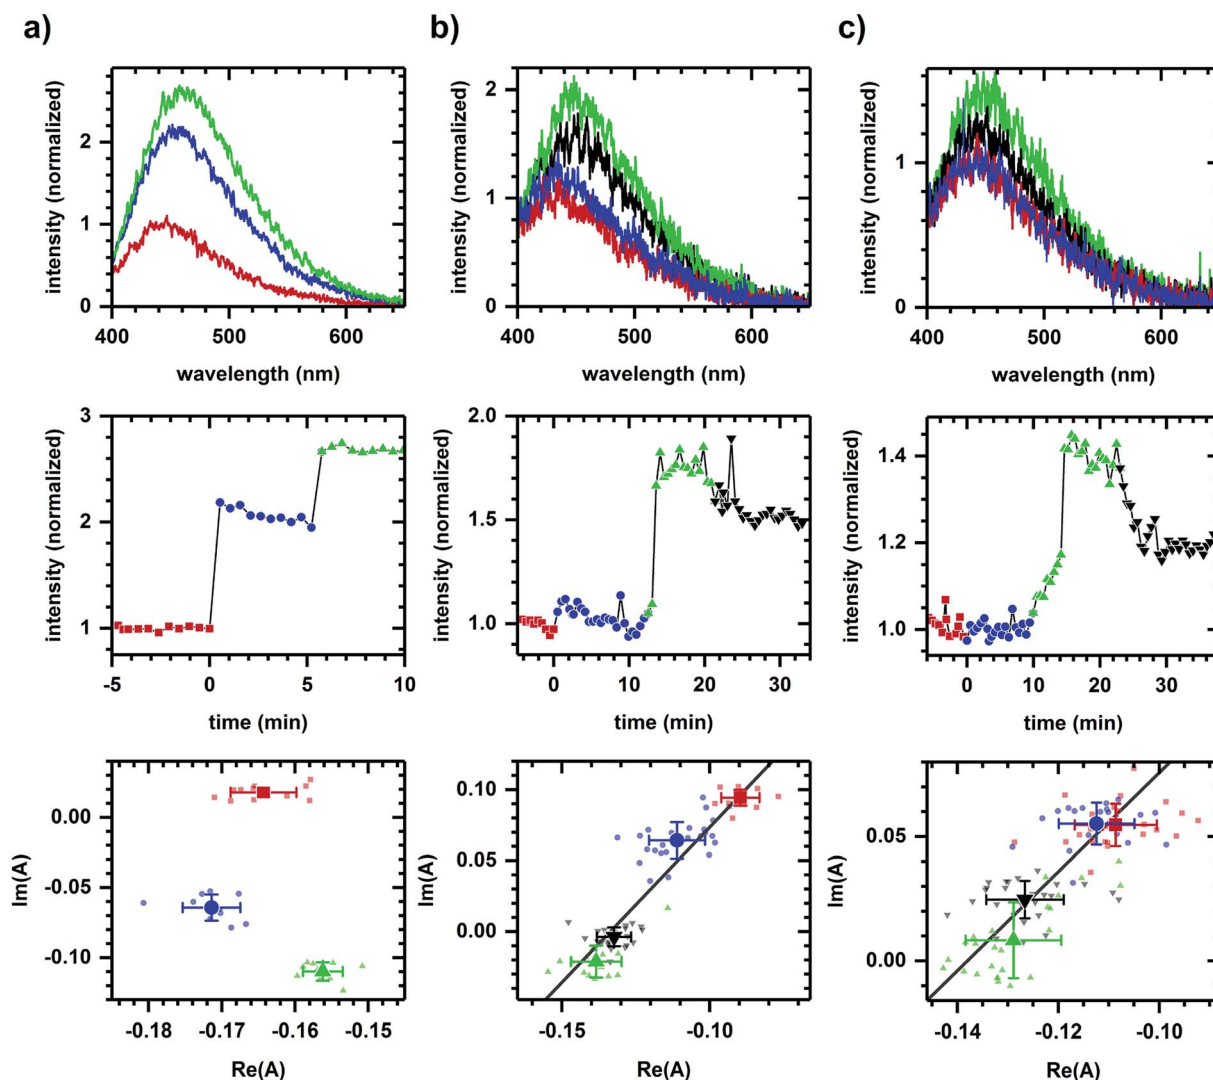 a) b) c)
intensity (normalized) intensity (normalized) intensity (normalized)
2
1
0
2
1
0
1
0
400 500 600 400 500 600 400 500 600
wavelength (nm) wavelength (nm) wavelength (nm)
intensity (normalized) intensity (normalized) intensity (normalized)
3
2
1
2.0
1.5
1.0
1.4
1.2
1.0
-5 0 5 10 0 10 20 30 0 10 20 30
time (min) time (min) time (min)
Im(A) Im(A) Im(A)
0.00
-0.05
-0.10
0.10
0.05
0.00
0.05
0.00
-0.18 -0.17 -0.16 -0.15 -0.15 -0.10 -0.14 -0.12 -0.10
Re(A) Re(A) Re(A)